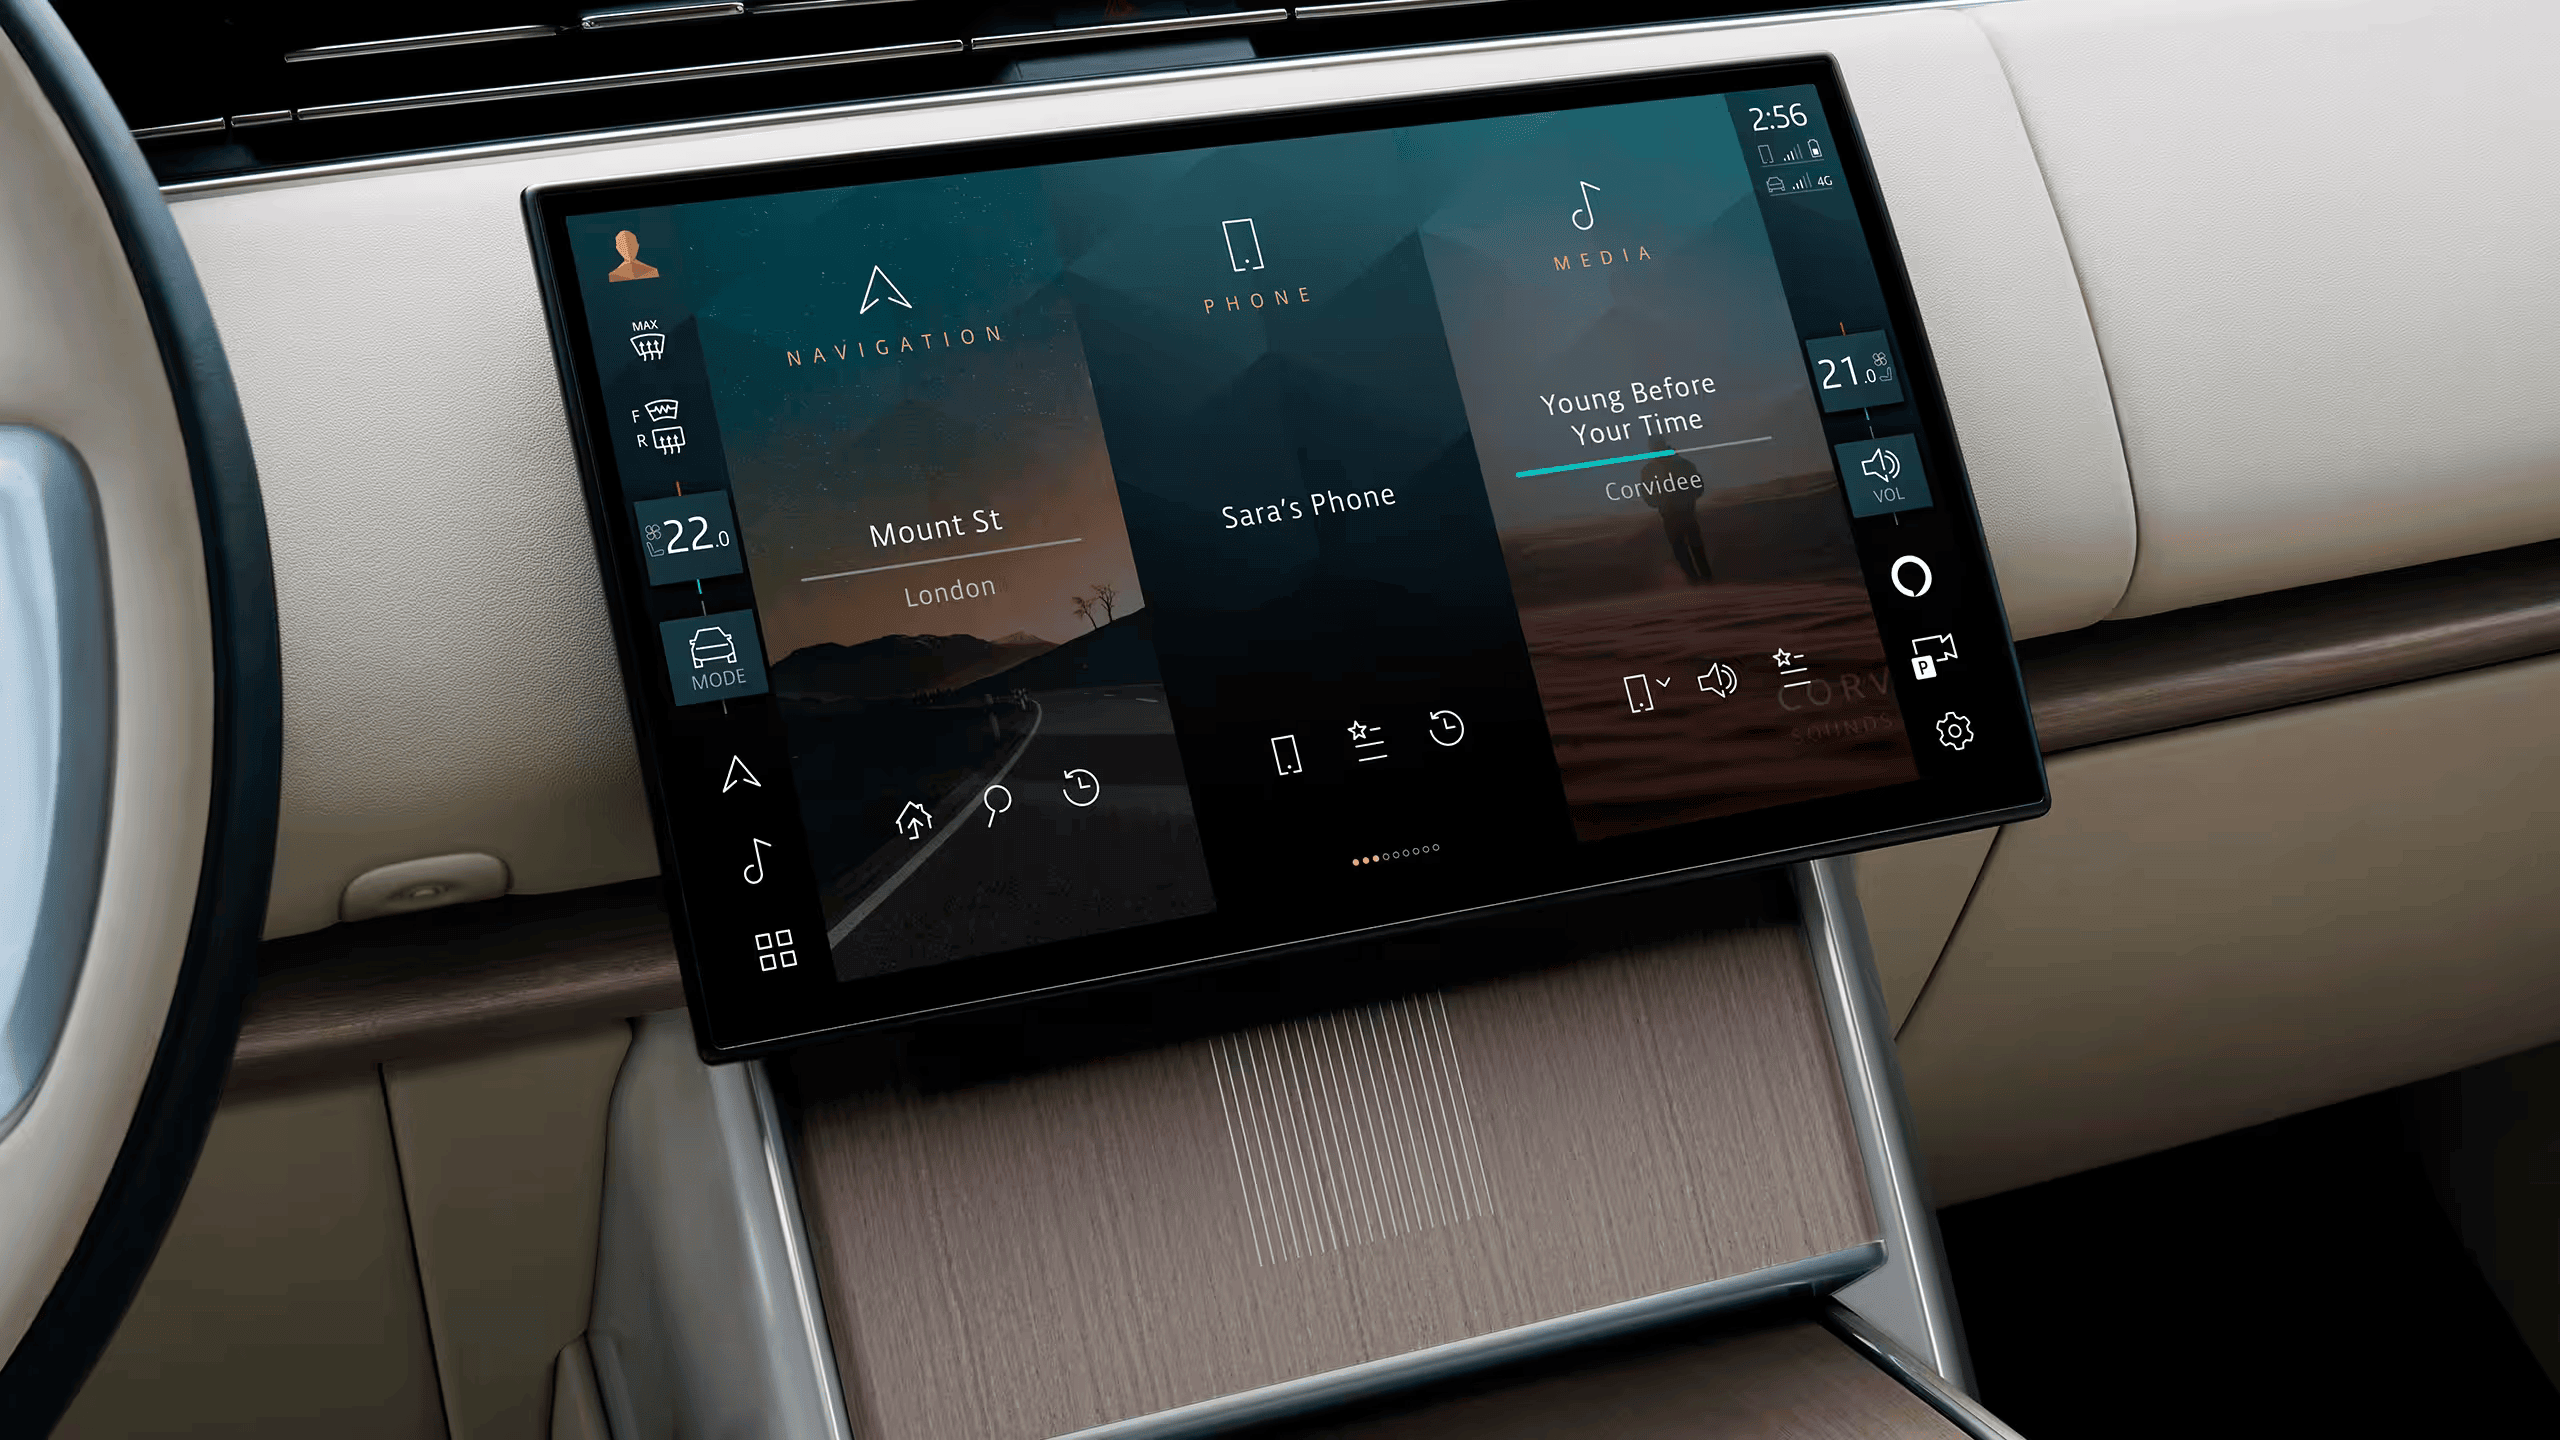 2:56
4G
MAX
F
R
22.0
MODE
NAVIGATION
Mount St
London
PHONE
Sara's Phone
MEDIA
Young Before
Your Time
Corvidee
CORV
SOUNDS
21.0
VOL
P